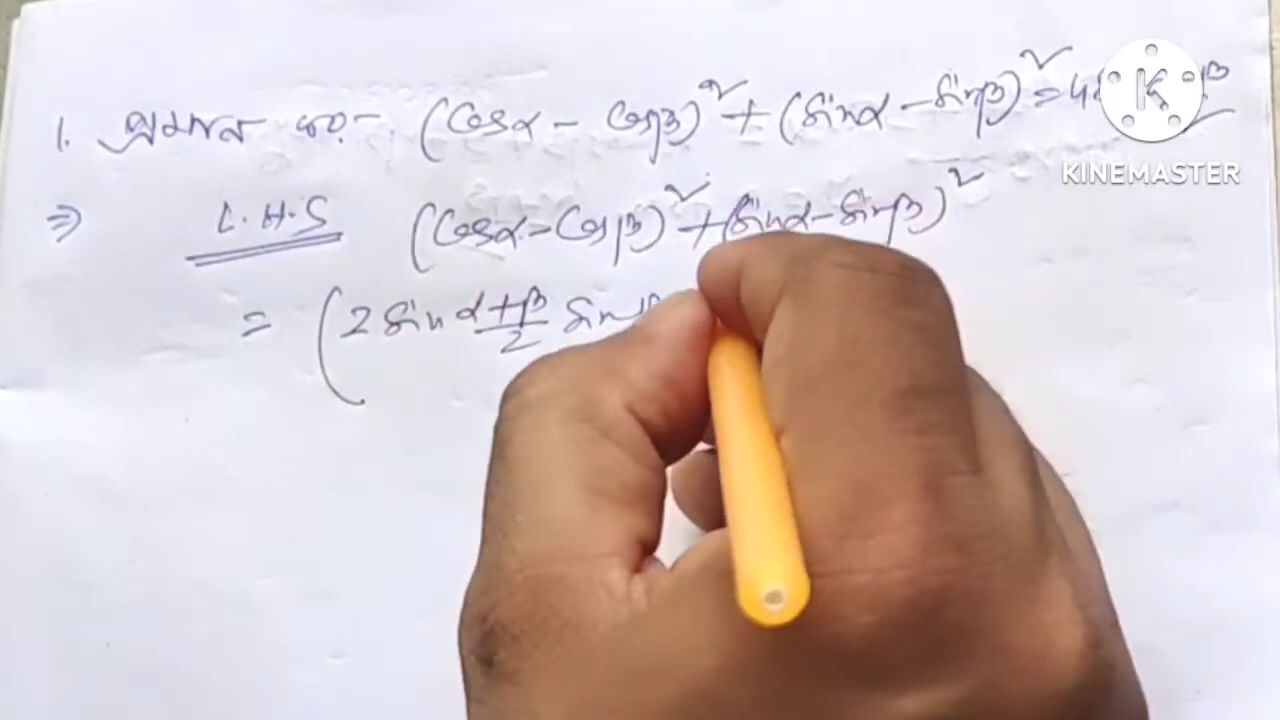 1. প্রমাণ কর- (Cosα - Cosβ)² + (Sinα - Sinβ)² = 4
K
KINEMASTER
⇒ L.H.S (Cosα - Cosβ)² + (Sinα - Sinβ)²
= (2 Sin α+β/2 Sin